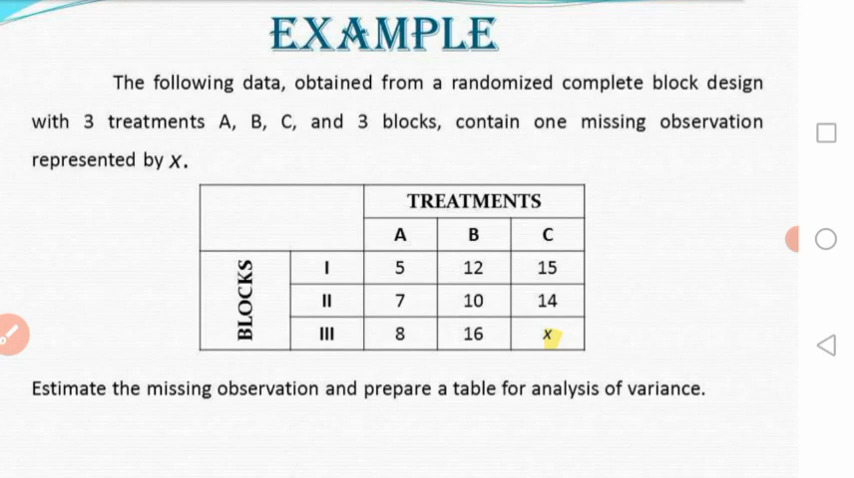 EXAMPLE
The following data, obtained from a randomized complete block design
with 3 treatments A, B, C, and 3 blocks, contain one missing observation
represented by x.
TREATMENTS
A B C
BLOCKS
I 5 12 15
II 7 10 14
III 8 16 x
Estimate the missing observation and prepare a table for analysis of variance.